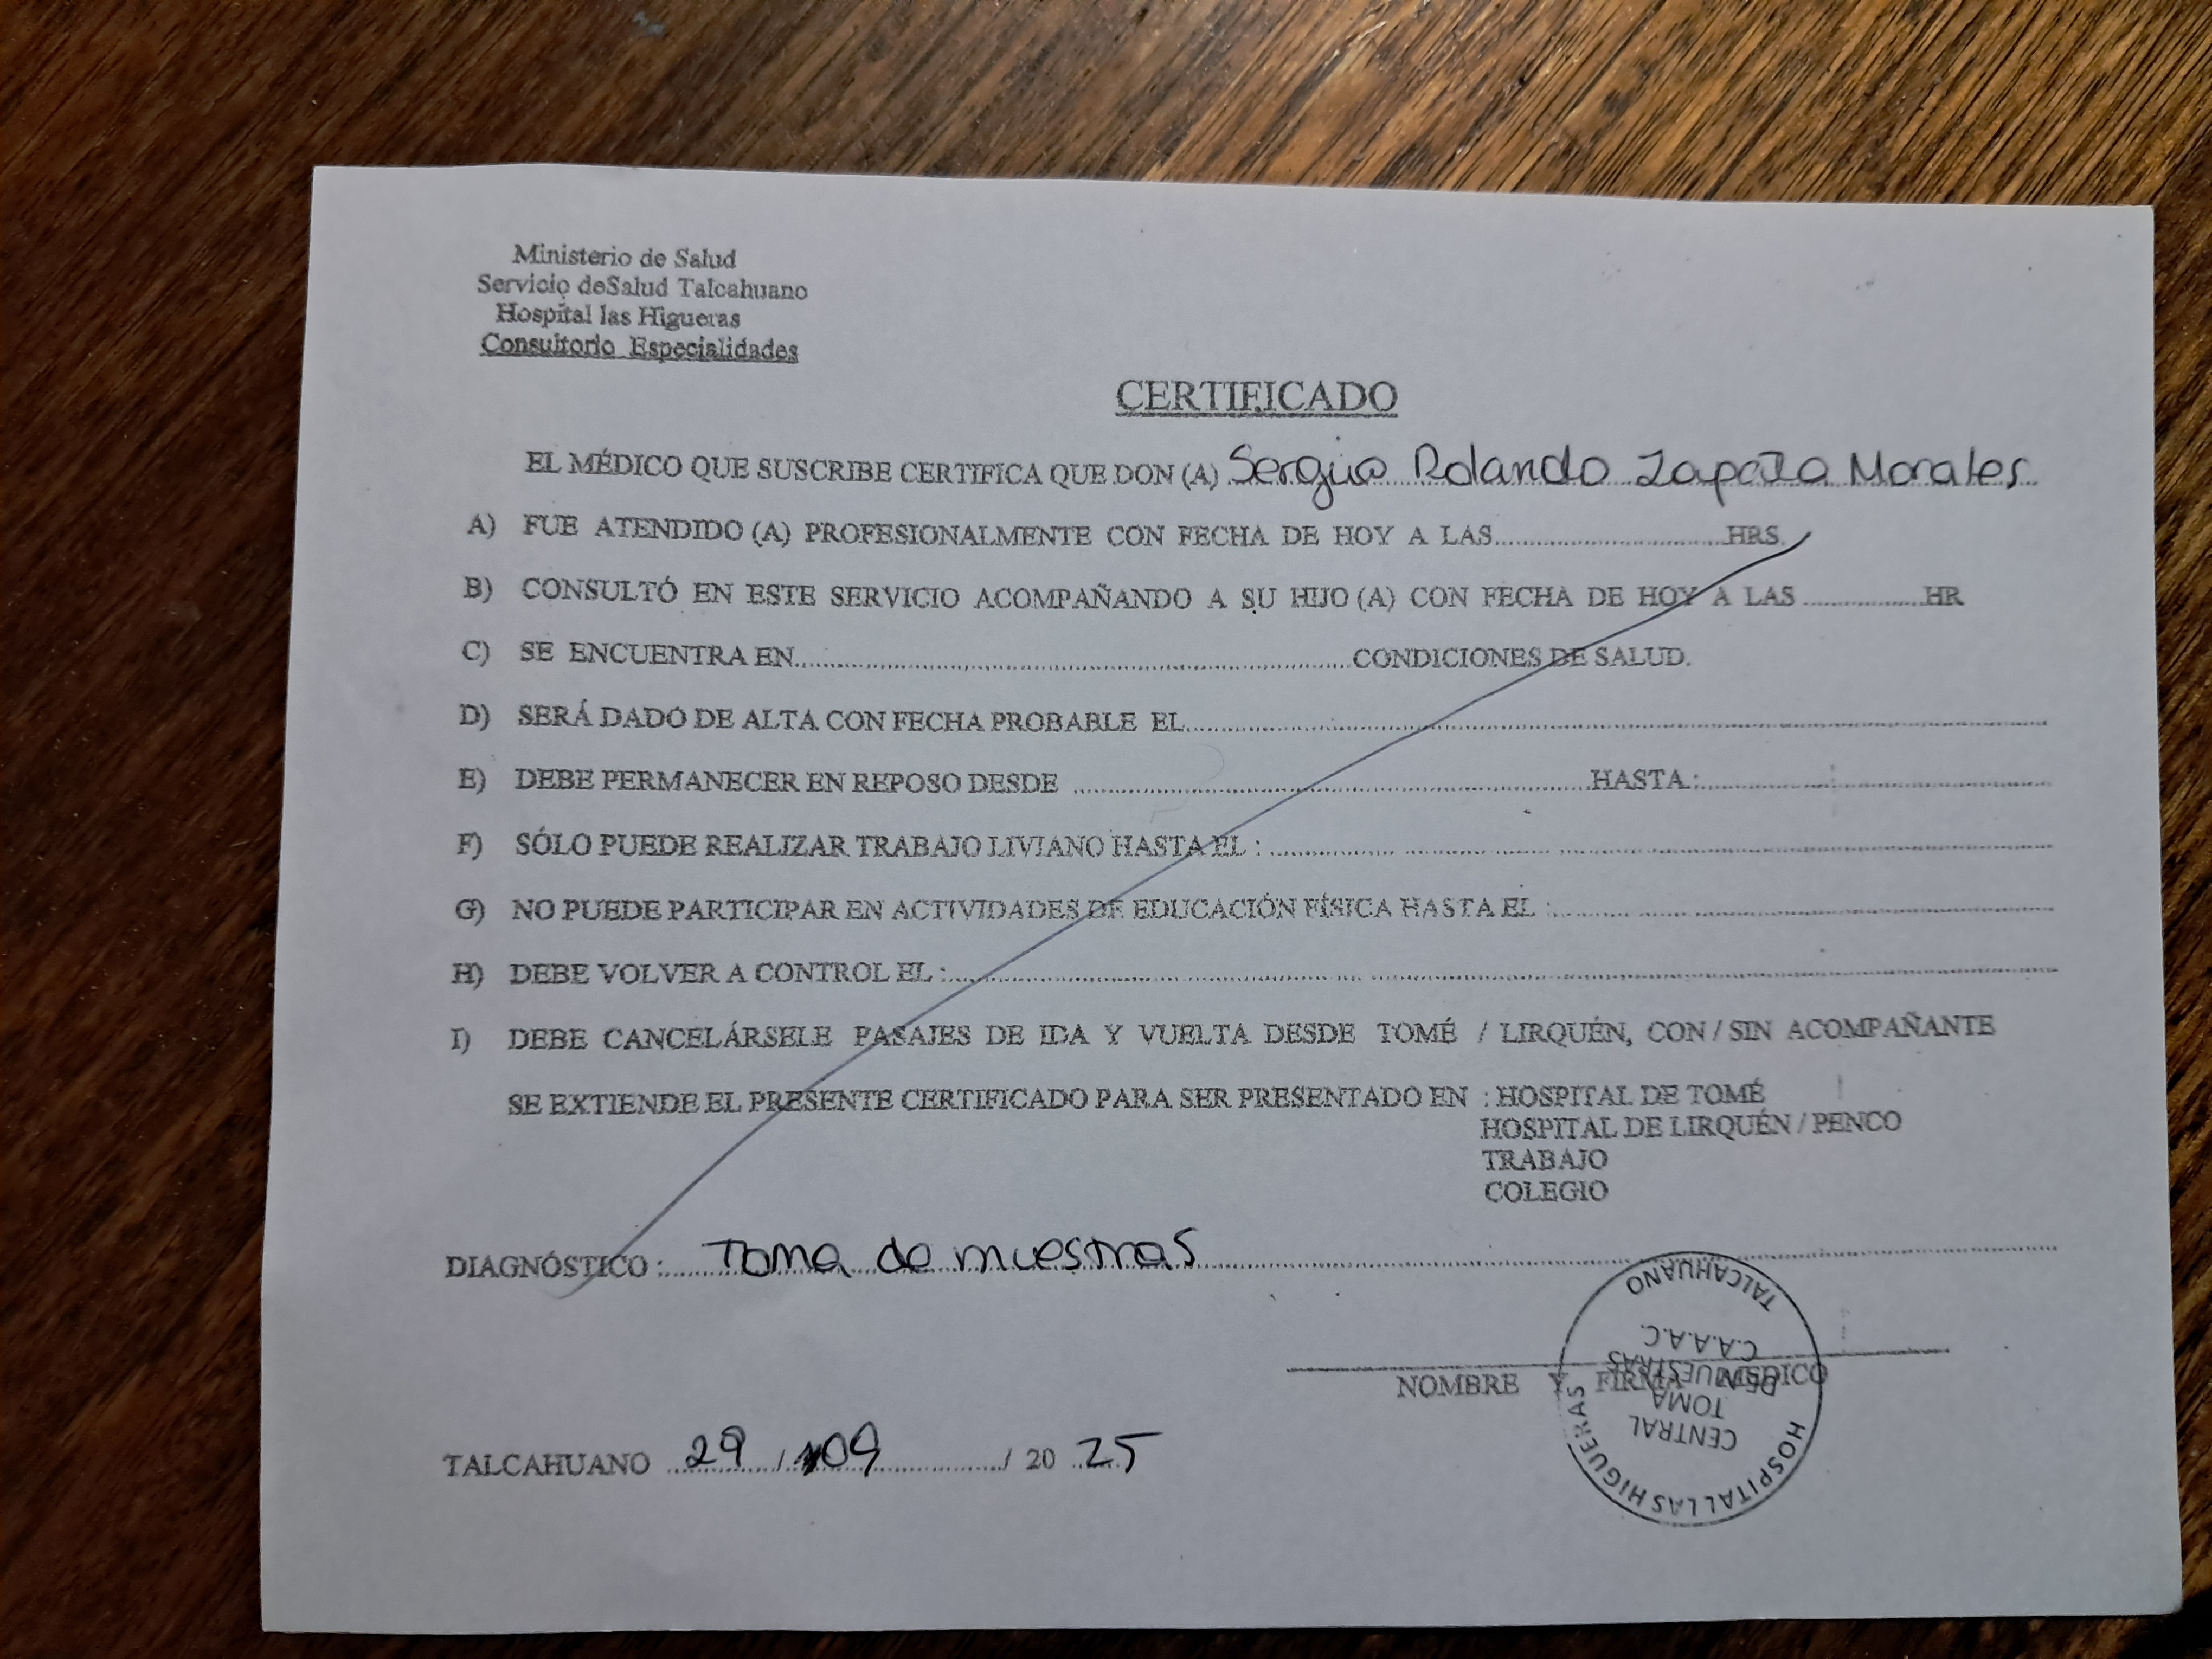 Ministerio de Salud
Servicio deSalud Talcahuano
Hospital las Higueras
Consultorio Especialidades
CERTIFICADO
EL MÉDICO QUE SUSCRIBE CERTIFICA QUE DON (A) Sergio Rolando Zapata Morales
A) FUE ATENDIDO (A) PROFESIONALMENTE CON FECHA DE HOY A LAS..............................HRS.
B) CONSULTÓ EN ESTE SERVICIO ACOMPAÑANDO A SU HIJO (A) CON FECHA DE HOY A LAS ................HR
C) SE ENCUENTRA EN..............................CONDICIONES DE SALUD.
D) SERÁ DADO DE ALTA CON FECHA PROBABLE EL..............................
E) DEBE PERMANECER EN REPOSO DESDE ..............................HASTA :..............................
F) SÓLO PUEDE REALIZAR TRABAJO LIVIANO HASTA EL : ..............................
G) NO PUEDE PARTICIPAR EN ACTIVIDADES DE EDUCACIÓN FÍSICA HASTA EL :..............................
H) DEBE VOLVER A CONTROL EL :..............................
I) DEBE CANCELÁRSELE PASAJES DE IDA Y VUELTA DESDE TOMÉ / LIRQUÉN, CON / SIN ACOMPAÑANTE
SE EXTIENDE EL PRESENTE CERTIFICADO PARA SER PRESENTADO EN : HOSPITAL DE TOMÉ
HOSPITAL DE LIRQUÉN / PENCO
TRABAJO
COLEGIO
DIAGNÓSTICO : Toma de muestras
NOMBRE Y FIRMA MEDICO
HOSPITAL LAS HIGUERAS
CENTRAL
TOMA
DE MUESTRAS
C.A.A.A.C.
TALCAHUANO
TALCAHUANO 29 / 09 / 20 25